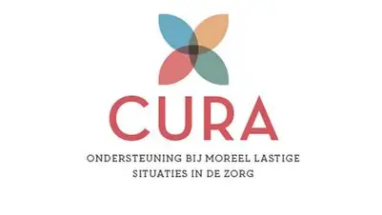 CURA
ONDERSTEUNING BIJ MOREEL LASTIGE
SITUATIES IN DE ZORG